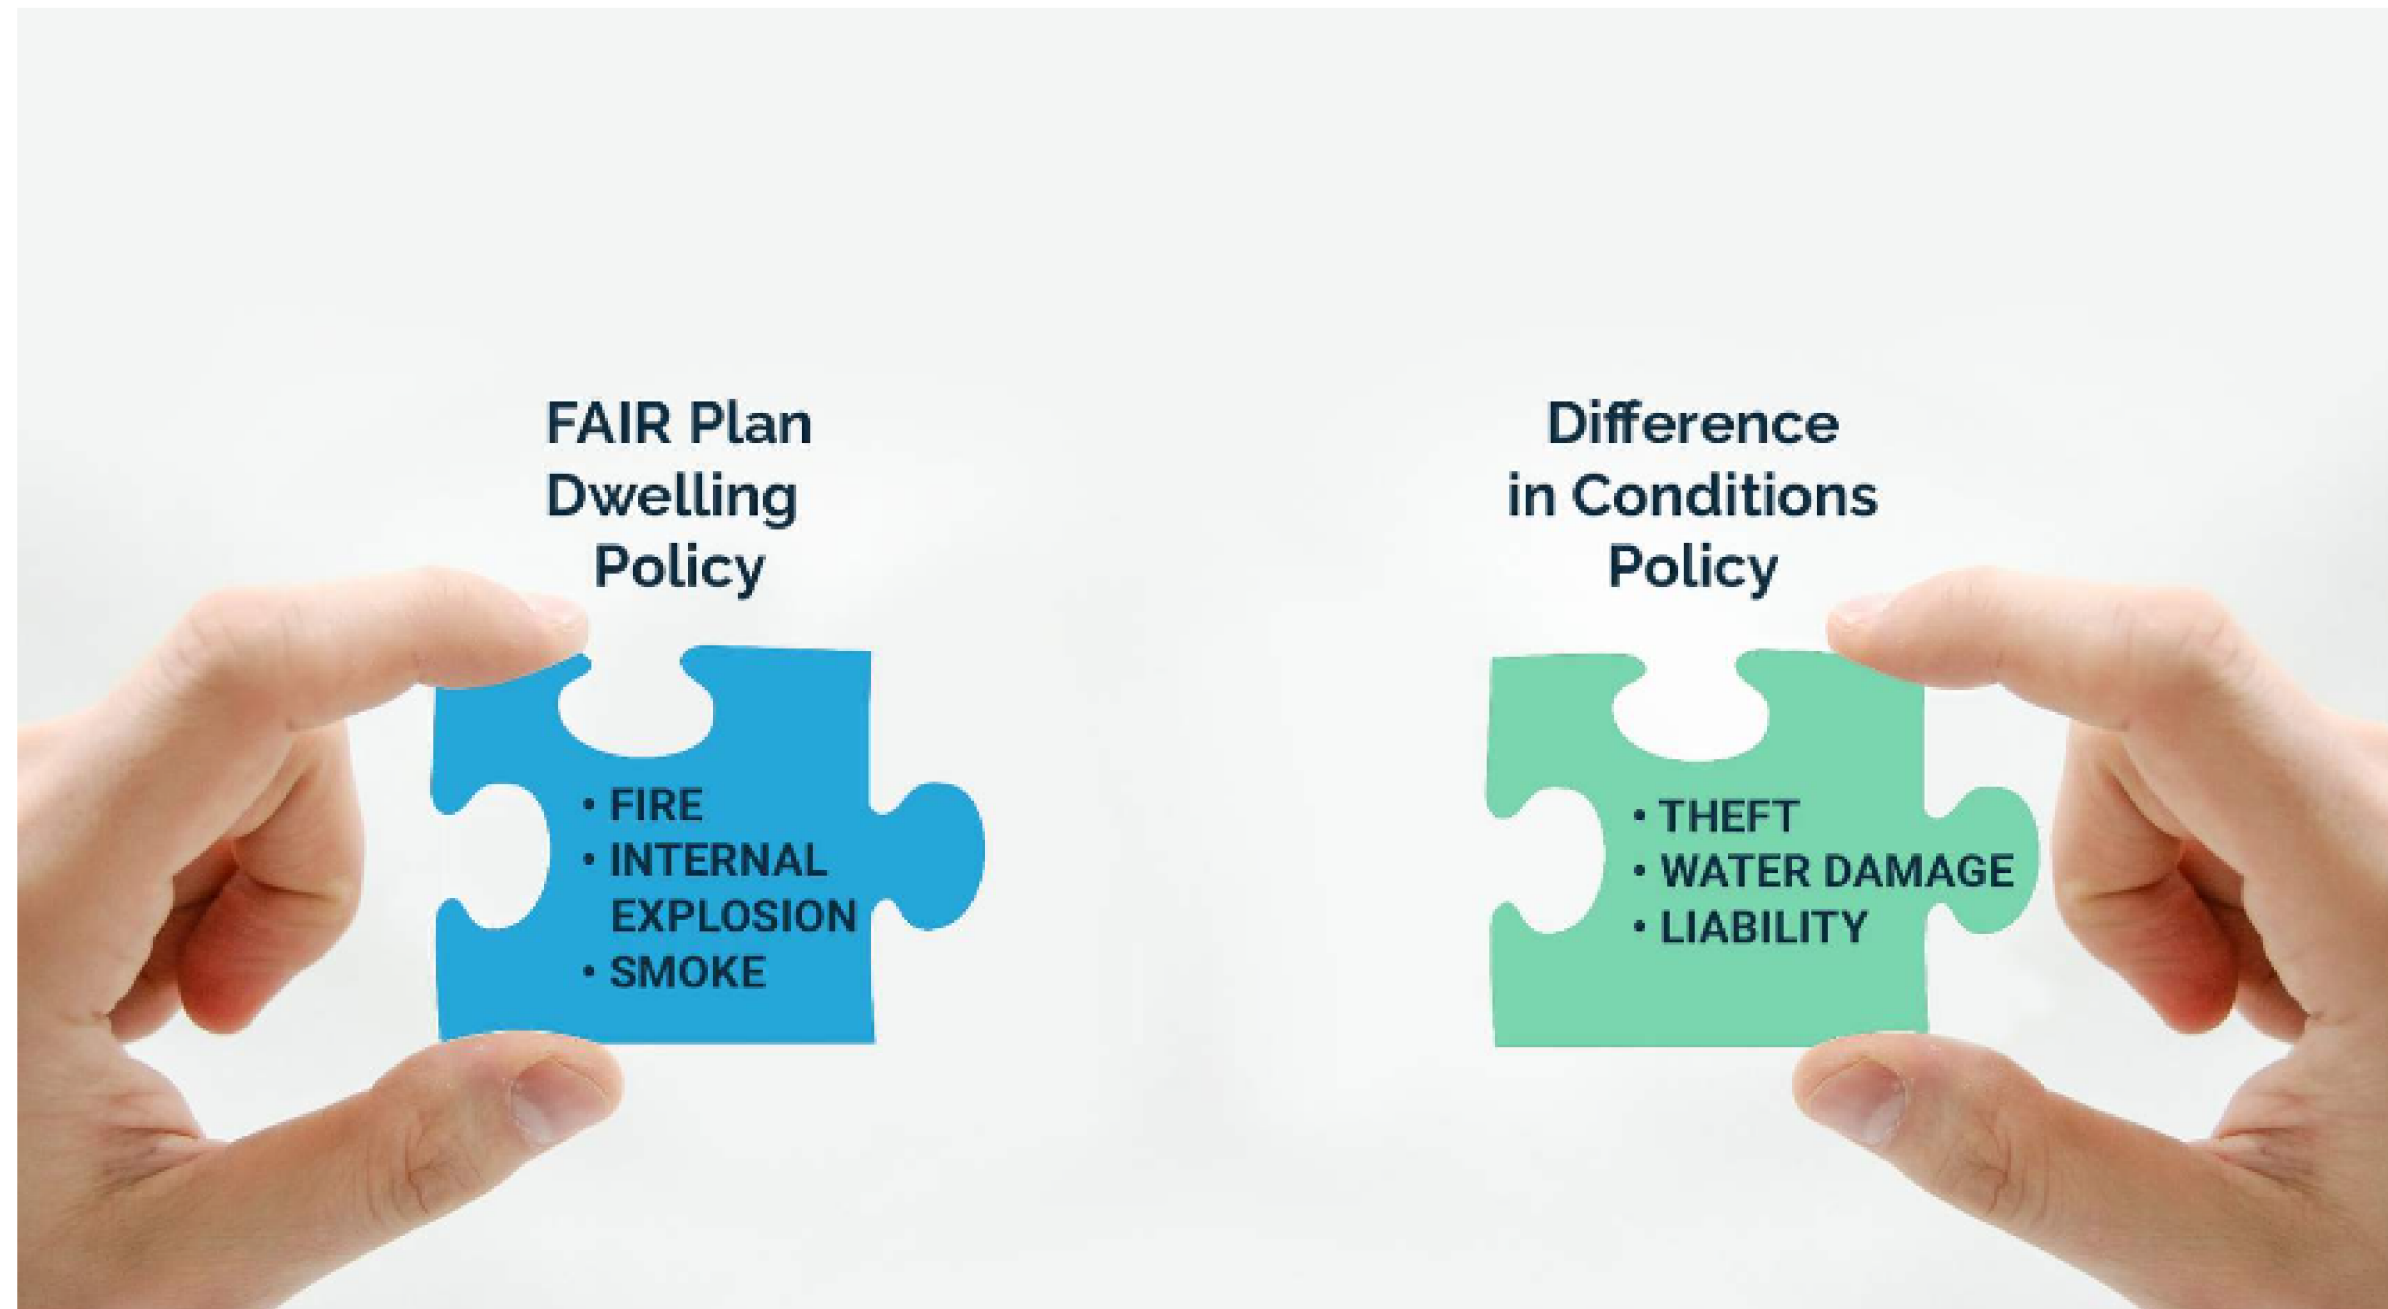 FAIR Plan
Dwelling
Policy
• FIRE
• INTERNAL
EXPLOSION
• SMOKE
Difference
in Conditions
Policy
• THEFT
• WATER DAMAGE
• LIABILITY